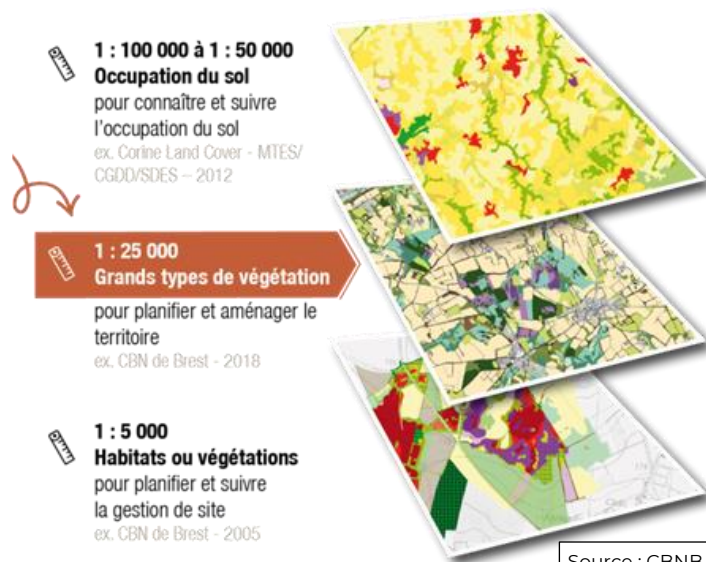 1 : 100 000 à 1 : 50 000
Occupation du sol
pour connaître et suivre
l'occupation du sol
ex. Corine Land Cover - MTES/
CGDD/SDES – 2012
1 : 25 000
Grands types de végétation
pour planifier et aménager le
territoire
ex. CBN de Brest - 2018
1 : 5 000
Habitats ou végétations
pour planifier et suivre
la gestion de site
ex. CBN de Brest - 2005
Source : CBNB